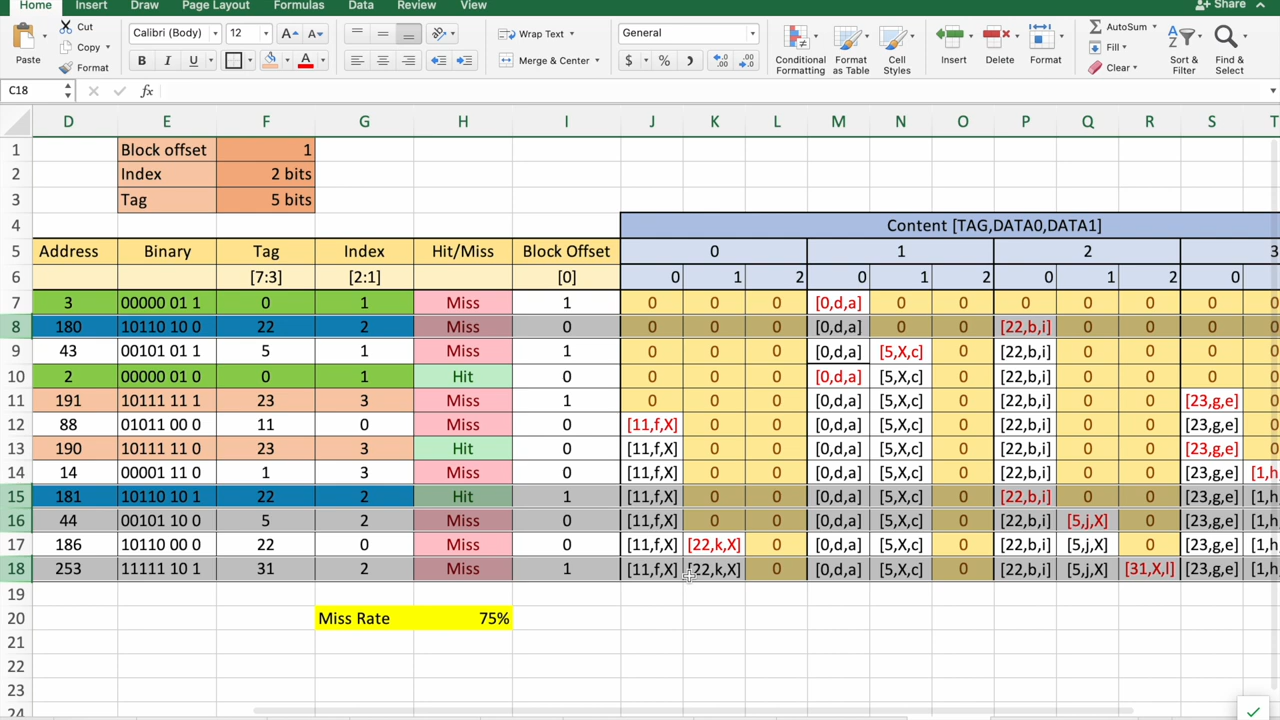 Home Insert Draw Page Layout Formulas Data Review View Share
Cut
Copy
Format
Paste
Calibri (Body) 12 A A
B I U A
Wrap Text
Merge & Center
General
$ % )
Conditional Formatting
Format as Table
Cell Styles
Insert
Delete
Format
AutoSum
Fill
Clear
Sort & Filter
Find & Select
C18 fx
D E F G H I J K L M N O P Q R S T
1 Block offset 1
2 Index 2 bits
3 Tag 5 bits
4 Content [TAG,DATA0,DATA1]
5 Address Binary Tag Index Hit/Miss Block Offset 0 1 2 3
6 [7:3] [2:1] [0] 0 1 2 0 1 2 0 1 2 0
7 3 00000 01 1 0 1 Miss 1 0 0 0 [0,d,a] 0 0 0 0 0 0 0
8 180 10110 10 0 22 2 Miss 0 0 0 0 [0,d,a] 0 0 [22,b,i] 0 0 0 0
9 43 00101 01 1 5 1 Miss 1 0 0 0 [0,d,a] [5,X,c] 0 [22,b,i] 0 0 0 0
10 2 00000 01 0 0 1 Hit 0 0 0 0 [0,d,a] [5,X,c] 0 [22,b,i] 0 0 0 0
11 191 10111 11 1 23 3 Miss 1 0 0 0 [0,d,a] [5,X,c] 0 [22,b,i] 0 0 [23,g,e] 0
12 88 01011 00 0 11 0 Miss 0 [11,f,X] 0 0 [0,d,a] [5,X,c] 0 [22,b,i] 0 0 [23,g,e] 0
13 190 10111 11 0 23 3 Hit 0 [11,f,X] 0 0 [0,d,a] [5,X,c] 0 [22,b,i] 0 0 [23,g,e] 0
14 14 00001 11 0 1 3 Miss 0 [11,f,X] 0 0 [0,d,a] [5,X,c] 0 [22,b,i] 0 0 [23,g,e] [1,h
15 181 10110 10 1 22 2 Hit 1 [11,f,X] 0 0 [0,d,a] [5,X,c] 0 [22,b,i] 0 0 [23,g,e] [1,h
16 44 00101 10 0 5 2 Miss 0 [11,f,X] 0 0 [0,d,a] [5,X,c] 0 [22,b,i] [5,j,X] 0 [23,g,e] [1,h
17 186 10110 00 0 22 0 Miss 0 [11,f,X] [22,k,X] 0 [0,d,a] [5,X,c] 0 [22,b,i] [5,j,X] 0 [23,g,e] [1,h
18 253 11111 10 1 31 2 Miss 1 [11,f,X] [22,k,X] 0 [0,d,a] [5,X,c] 0 [22,b,i] [5,j,X] [31,X,l] [23,g,e] [1,h
19
20 Miss Rate 75%
21
22
23
24